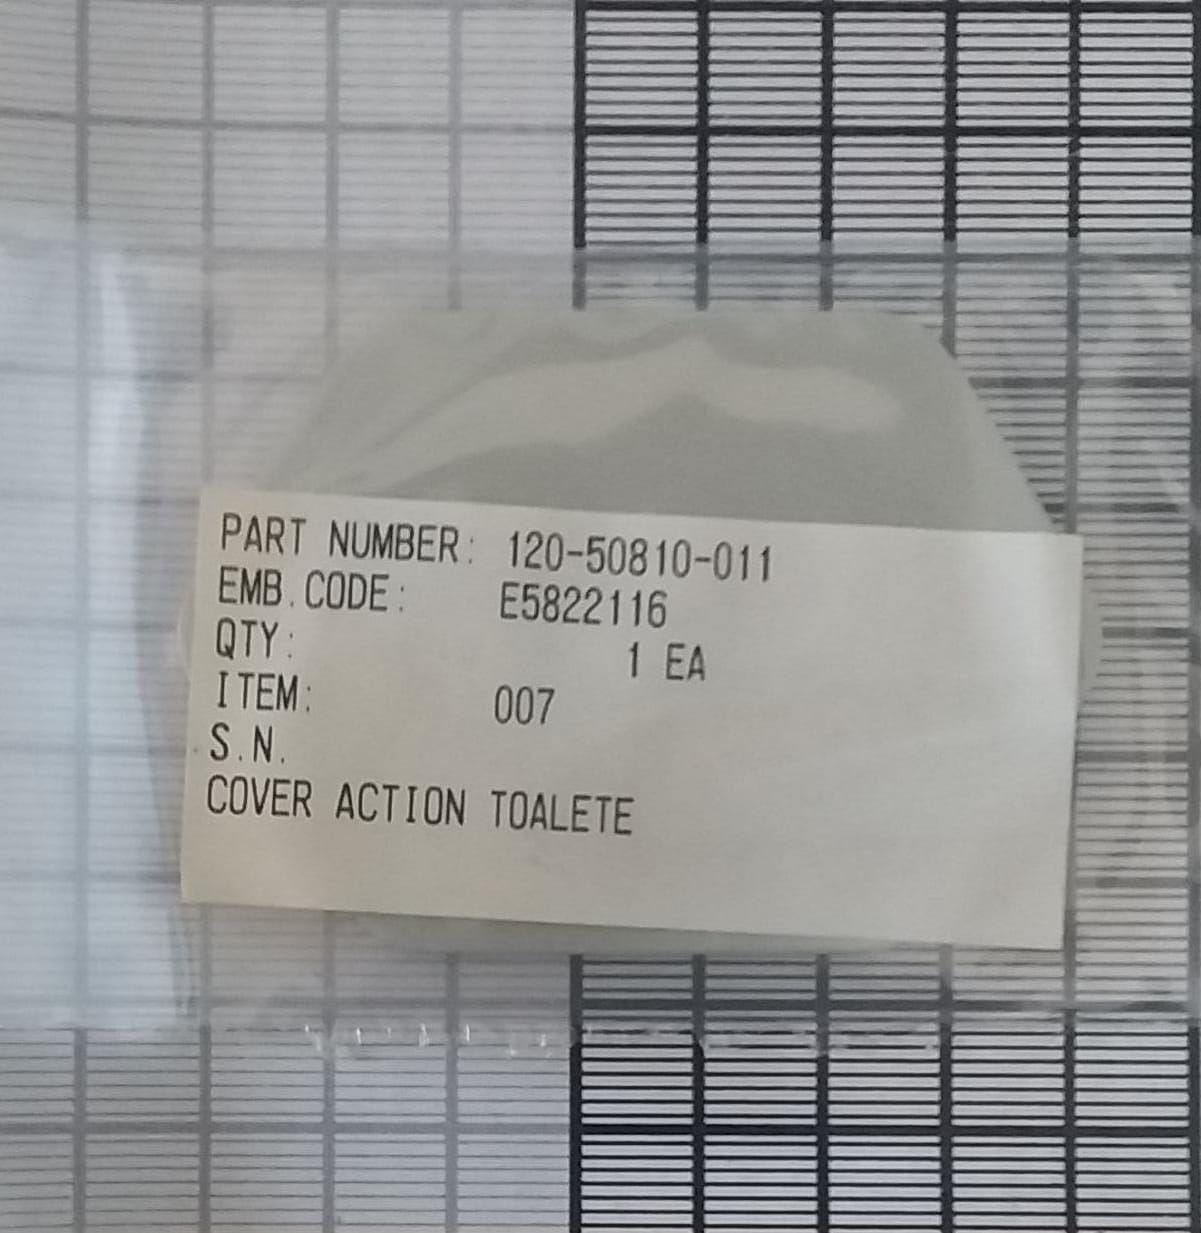 PART NUMBER: 120-50810-011
EMB.CODE: E5822116
QTY: 1 EA
ITEM: 007
S.N.
COVER ACTION TOALETE